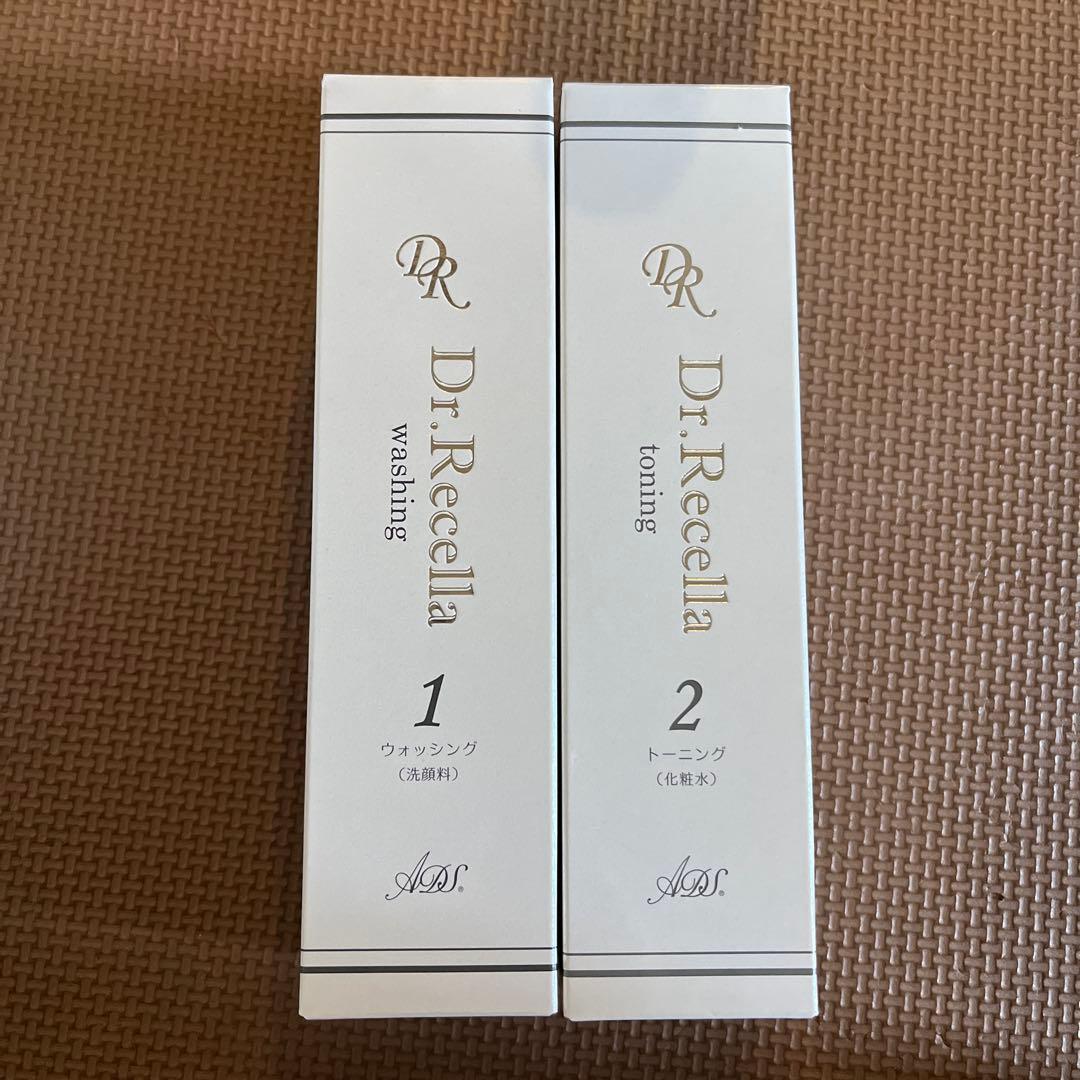 DR
Dr.Recella
washing
1
ウォッシング
（洗顔料）
ADS®
DR
Dr.Recella
toning
2
トーニング
（化粧水）
ADS®